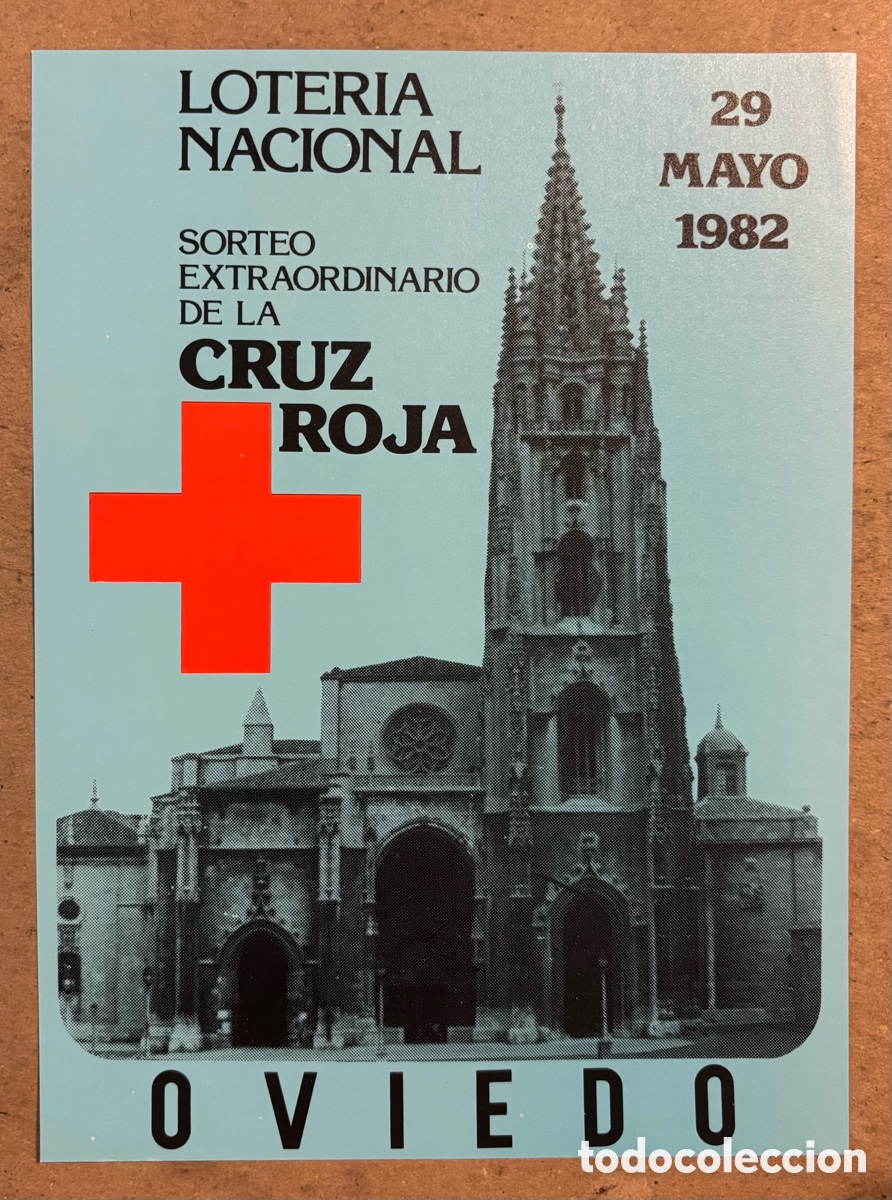 LOTERIA
NACIONAL
29
MAYO
1982
SORTEO
EXTRAORDINARIO
DE LA
CRUZ
ROJA
OVIEDO
todocoleccion